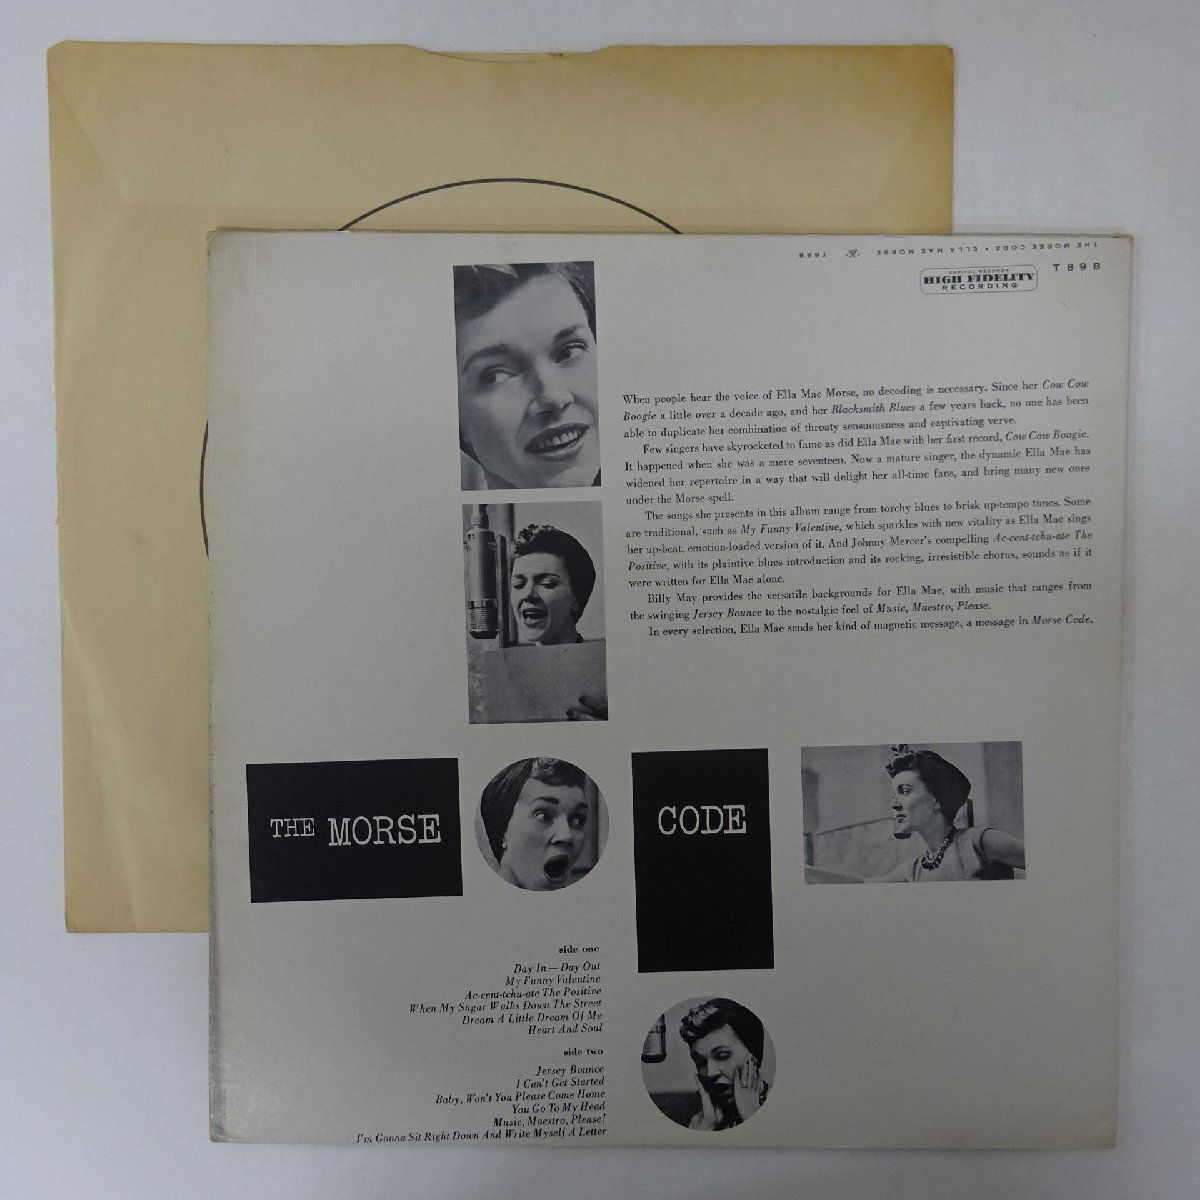 THE MORSE CODE • ELLA MAE MORSE T898
CAPITOL RECORDS
HIGH FIDELITY
RECORDING
T 8 9 8
When people hear the voice of Ella Mae Morse, no decoding is necessary. Since her Cow Cow
Boogie a little over a decade ago, and her Blacksmith Blues a few years back, no one has been
able to duplicate her combination of throaty sensuousness and captivating verve.
Few singers have skyrocketed to fame as did Ella Mae with her first record, Cow Cow Boogie.
It happened when she was a mere seventeen. Now a mature singer, the dynamic Ella Mae has
widened her repertoire in a way that will delight her all-time fans, and bring many new ones
under the Morse spell.
The songs she presents in this album range from torchy blues to brisk up-tempo tunes. Some
are traditional, such as My Funny Valentine, which sparkles with new vitality as Ella Mae sings
her up-beat, emotion-loaded version of it. And Johnny Mercer's compelling Ac-cent-tchu-ate The
Positive, with its plaintive blues introduction and its rocking, irresistible chorus, sounds as if it
were written for Ella Mae alone.
Billy May provides the versatile backgrounds for Ella Mae, with music that ranges from
the swinging Jersey Bounce to the nostalgic feel of Music, Maestro, Please.
In every selection, Ella Mae sends her kind of magnetic message, a message in Morse Code.
THE MORSE
CODE
side one
Day In — Day Out
My Funny Valentine
Ac-cent-tchu-ate The Positive
When My Sugar Walks Down The Street
Dream A Little Dream Of Me
Heart And Soul
side two
Jersey Bounce
I Can't Get Started
Baby, Won't You Please Come Home
You Go To My Head
Music, Maestro, Please!
I'm Gonna Sit Right Down And Write Myself A Letter